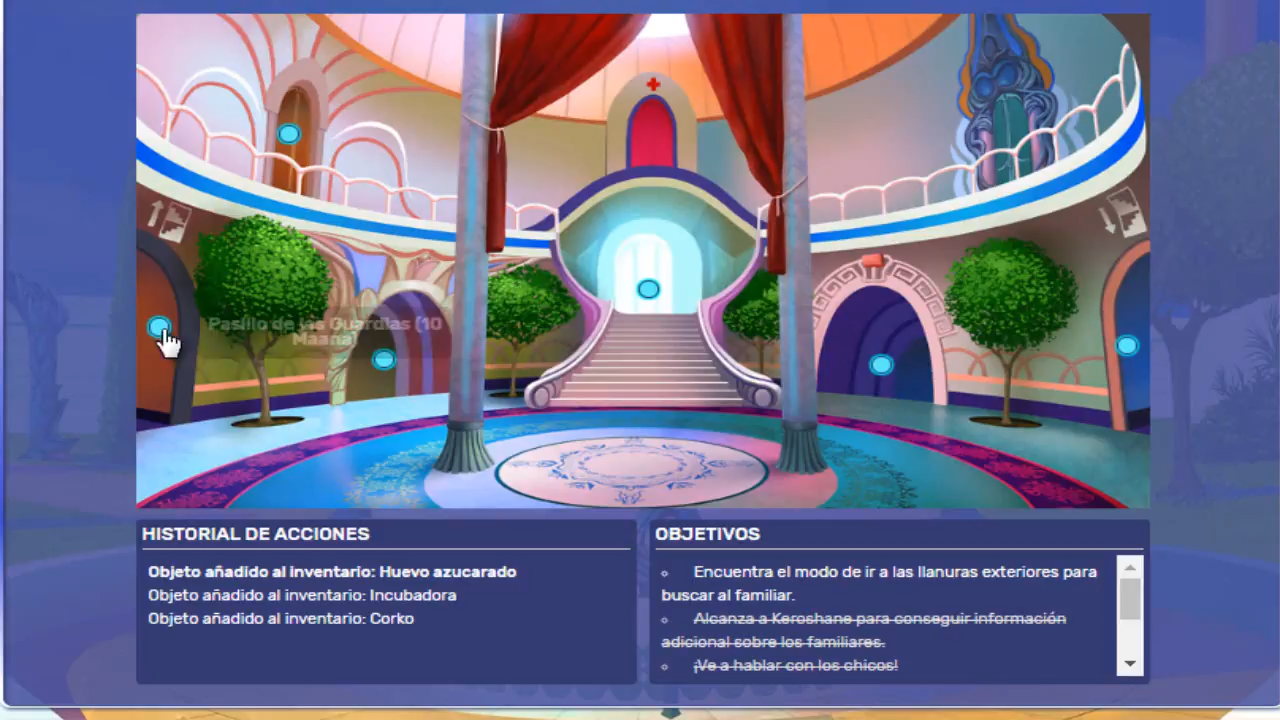 Pasillo de las Guardias (10
Maana)
HISTORIAL DE ACCIONES
Objeto añadido al inventario: Huevo azucarado
Objeto añadido al inventario: Incubadora
Objeto añadido al inventario: Corko
OBJETIVOS
Encuentra el modo de ir a las llanuras exteriores para
buscar al familiar.
Alcanza a Keroshane para conseguir información
adicional sobre los familiares.
¡Ve a hablar con los chicos!